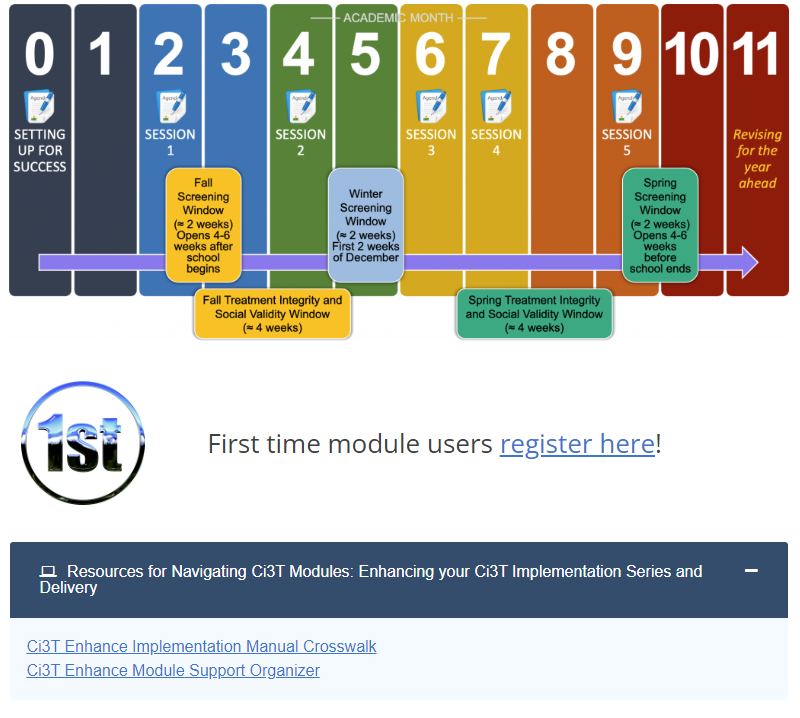 ACADEMIC MONTH
0 1 2 3 4 5 6 7 8 9 10 11
Agenda
SETTING
UP FOR
SUCCESS
Agenda
SESSION
1
Agenda
SESSION
2
Agenda
SESSION
3
Agenda
SESSION
4
Agenda
SESSION
5
Revising
for the
year
ahead
Fall
Screening
Window
(≈ 2 weeks)
Opens 4-6
weeks after
school
begins
Winter
Screening
Window
(≈ 2 weeks)
First 2 weeks
of December
Spring
Screening
Window
(≈ 2 weeks)
Opens 4-6
weeks
before
school ends
Fall Treatment Integrity and
Social Validity Window
(≈ 4 weeks)
Spring Treatment Integrity
and Social Validity Window
(≈ 4 weeks)
1st
First time module users register here!
Resources for Navigating Ci3T Modules: Enhancing your Ci3T Implementation Series and
Delivery
Ci3T Enhance Implementation Manual Crosswalk
Ci3T Enhance Module Support Organizer